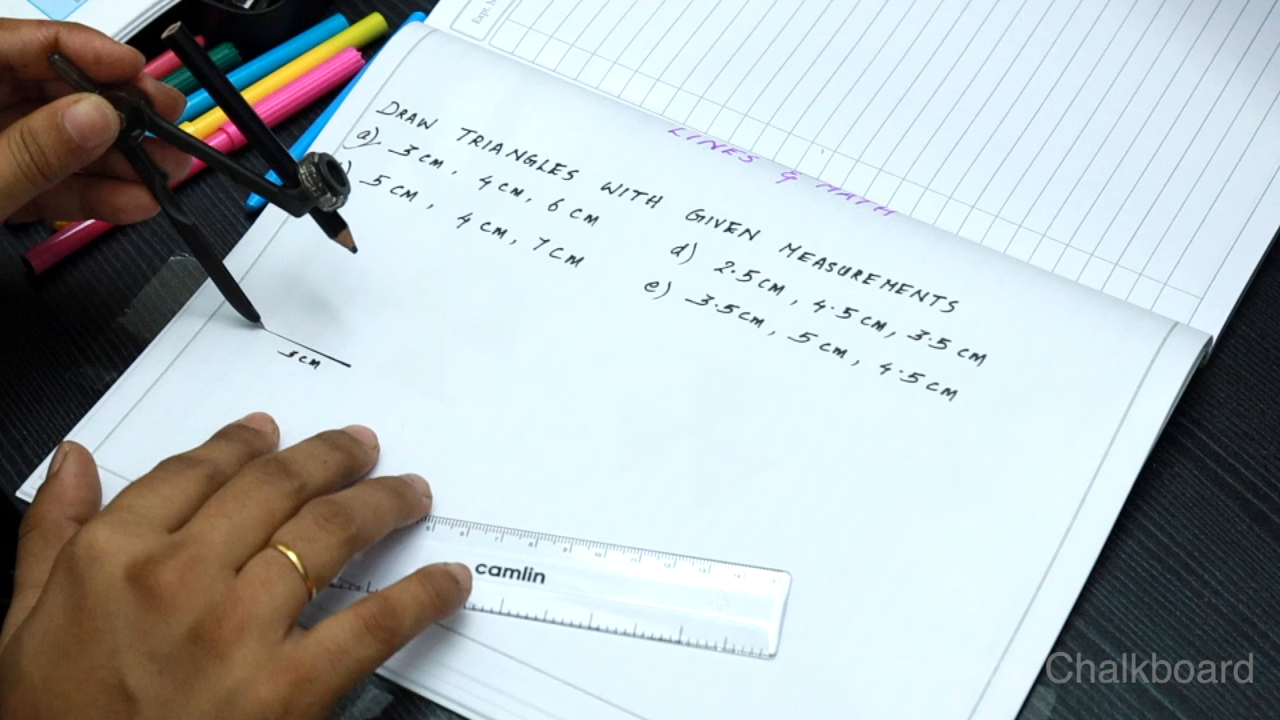 LINES & MATH
DRAW TRIANGLES WITH GIVEN MEASUREMENTS
a) 3 CM, 4 CM, 6 CM
) 5 CM, 4 CM, 7 CM
d) 2.5 CM, 4.5 CM, 3.5 CM
e) 3.5 CM, 5 CM, 4.5 CM
3 CM
camlin
Chalkboard